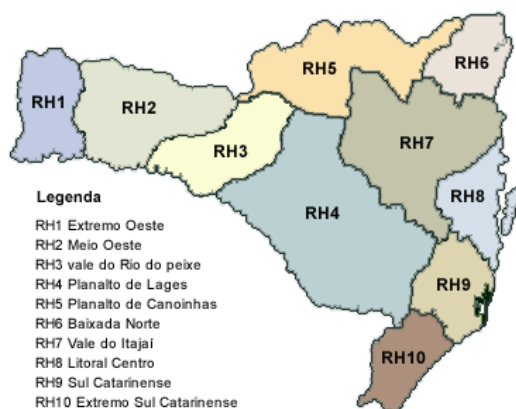 RH5
RH6
RH1
RH2
RH3
RH7
RH8
RH4
RH9
RH10
Legenda
RH1 Extremo Oeste
RH2 Meio Oeste
RH3 vale do Rio do peixe
RH4 Planalto de Lages
RH5 Planalto de Canoinhas
RH6 Baixada Norte
RH7 Vale do Itajaí
RH8 Litoral Centro
RH9 Sul Catarinense
RH10 Extremo Sul Catarinense